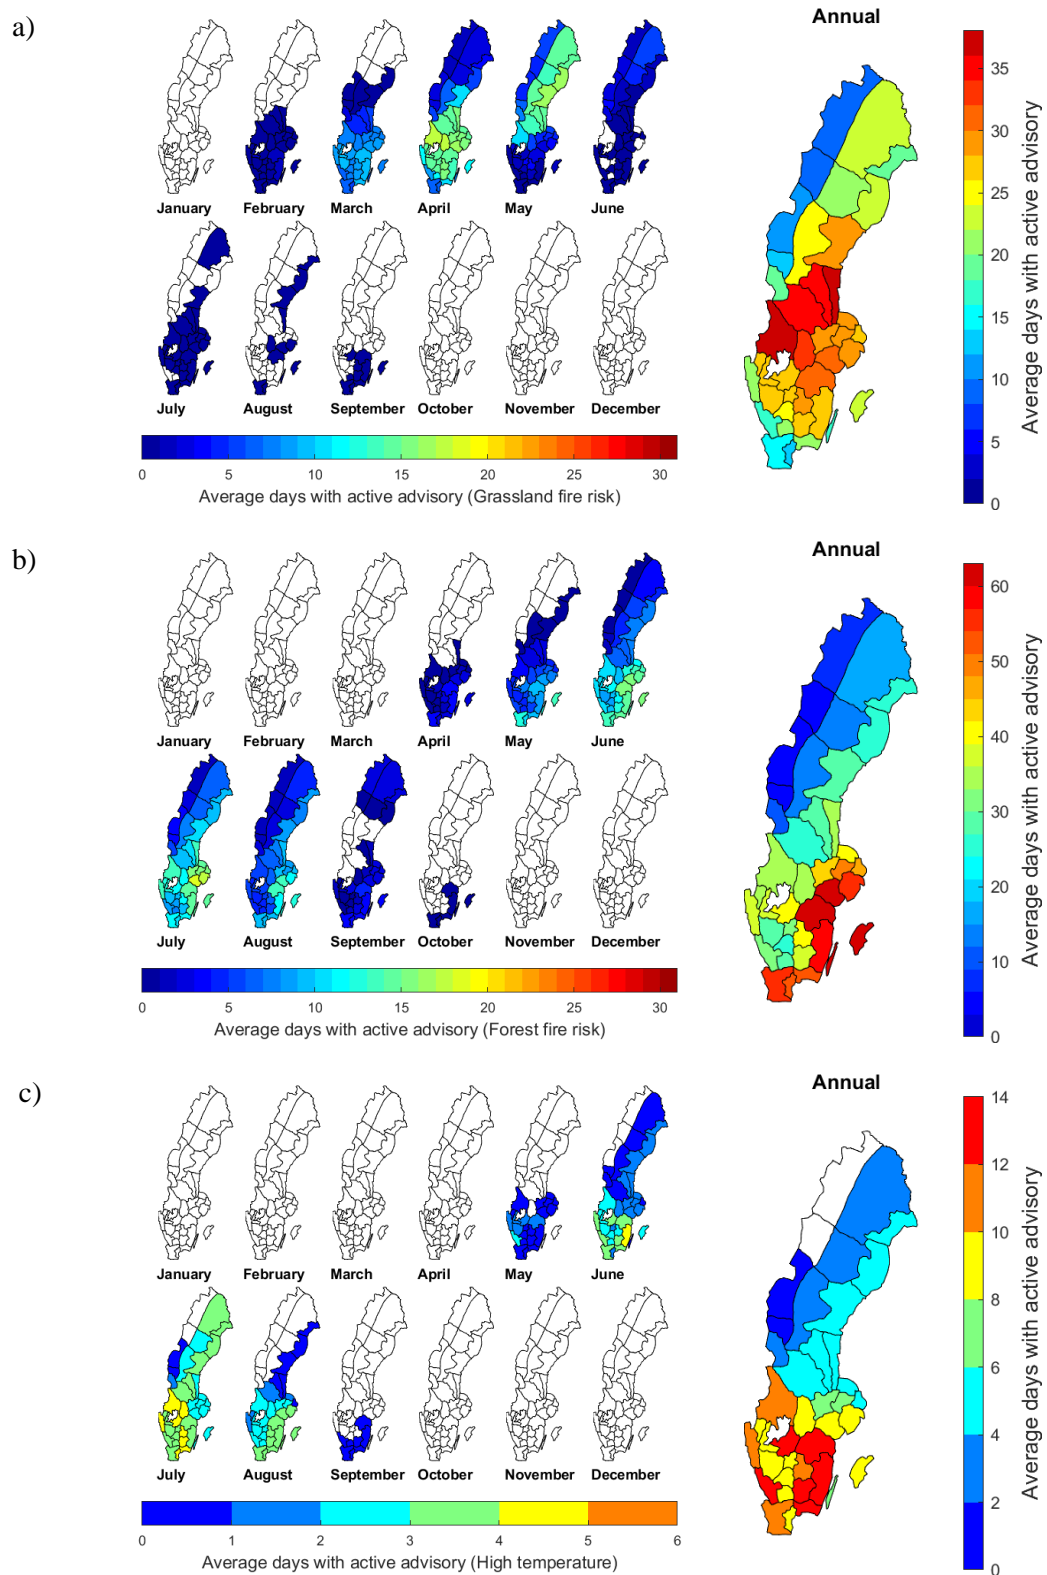 a)
Annual
January February March April May June
July August September October November December
0 5 10 15 20 25 30
Average days with active advisory (Grassland fire risk)
35
30
25
20
15
10
5
0
Average days with active advisory
b)
Annual
January February March April May June
July August September October November December
0 5 10 15 20 25 30
Average days with active advisory (Forest fire risk)
60
50
40
30
20
10
0
Average days with active advisory
c)
Annual
January February March April May June
July August September October November December
0 1 2 3 4 5 6
Average days with active advisory (High temperature)
14
12
10
8
6
4
2
0
Average days with active advisory